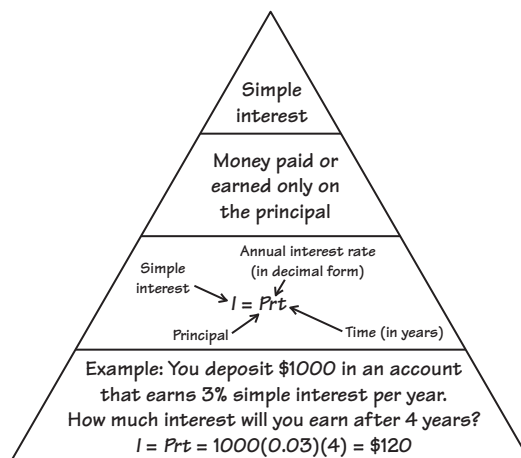 Simple
interest
Money paid or
earned only on
the principal
Annual interest rate
(in decimal form)
Simple
interest
I = Prt
Principal
Time (in years)
Example: You deposit $1000 in an account
that earns 3% simple interest per year.
How much interest will you earn after 4 years?
I = Prt = 1000(0.03)(4) = $120